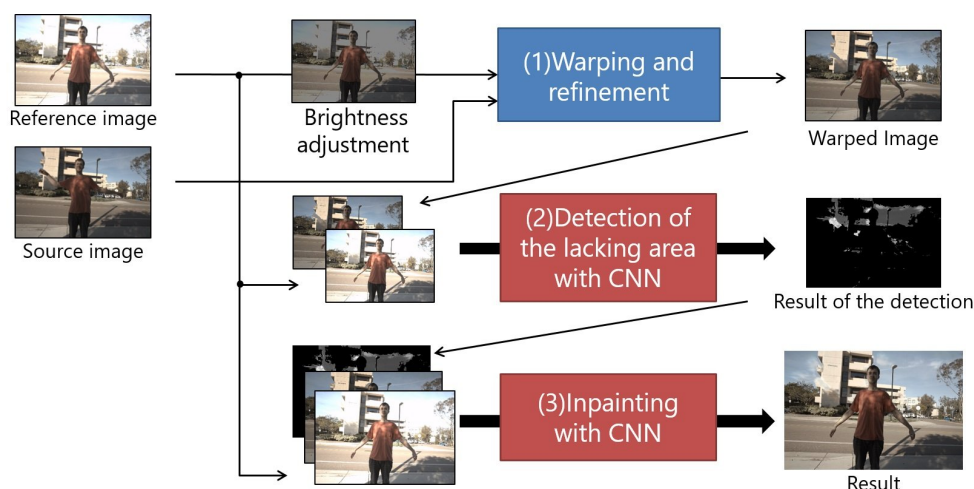 Reference image
Source image
Brightness
adjustment
(1)Warping and
refinement
Warped Image
(2)Detection of
the lacking area
with CNN
Result of the detection
(3)Inpainting
with CNN
Result